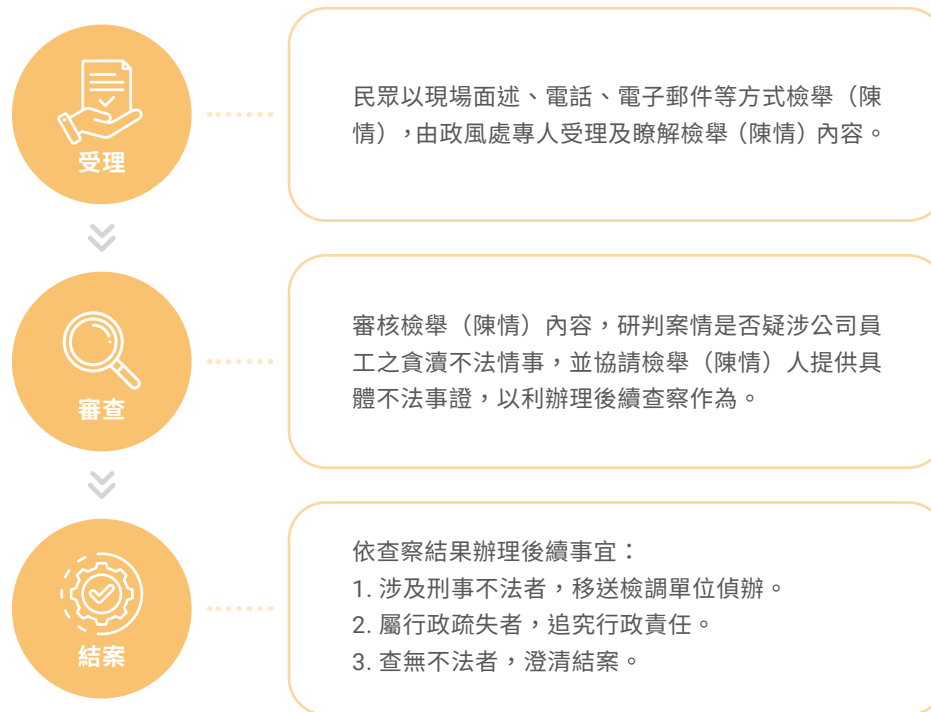 受理
民眾以現場面述、電話、電子郵件等方式檢舉（陳
情），由政風處專人受理及瞭解檢舉（陳情）內容。
審查
審核檢舉（陳情）內容，研判案情是否疑涉公司員
工之貪瀆不法情事，並協請檢舉（陳情）人提供具
體不法事證，以利辦理後續查察作為。
結案
依查察結果辦理後續事宜：
1. 涉及刑事不法者，移送檢調單位偵辦。
2. 屬行政疏失者，追究行政責任。
3. 查無不法者，澄清結案。